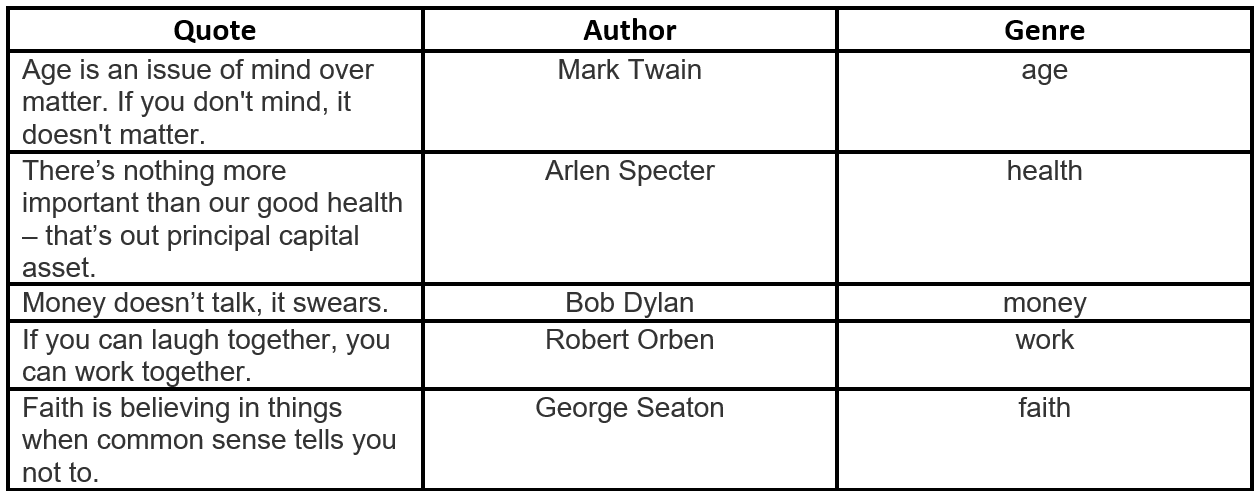 Quote Author Genre
Age is an issue of mind over Mark Twain age
matter. If you don't mind, it
doesn't matter.
There’s nothing more Arlen Specter health
important than our good health
– that’s out principal capital
asset.
Money doesn’t talk, it swears. Bob Dylan money
If you can laugh together, you Robert Orben work
can work together.
Faith is believing in things George Seaton faith
when common sense tells you
not to.